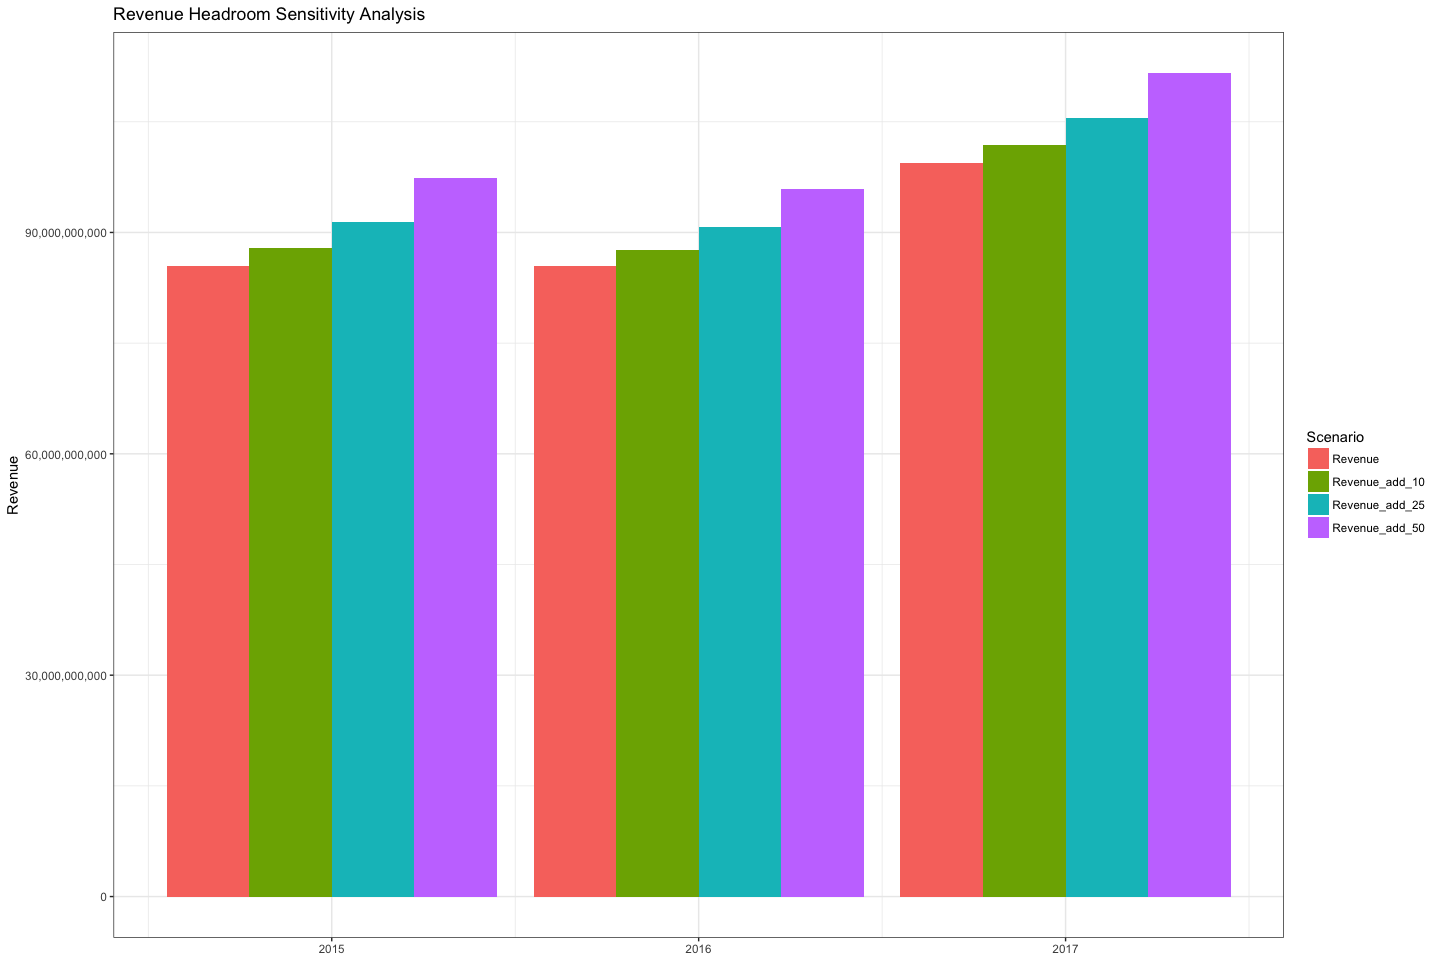 Revenue Headroom Sensitivity Analysis
Revenue
90,000,000,000
60,000,000,000
30,000,000,000
0
2015
2016
2017
Scenario
Revenue
Revenue_add_10
Revenue_add_25
Revenue_add_50